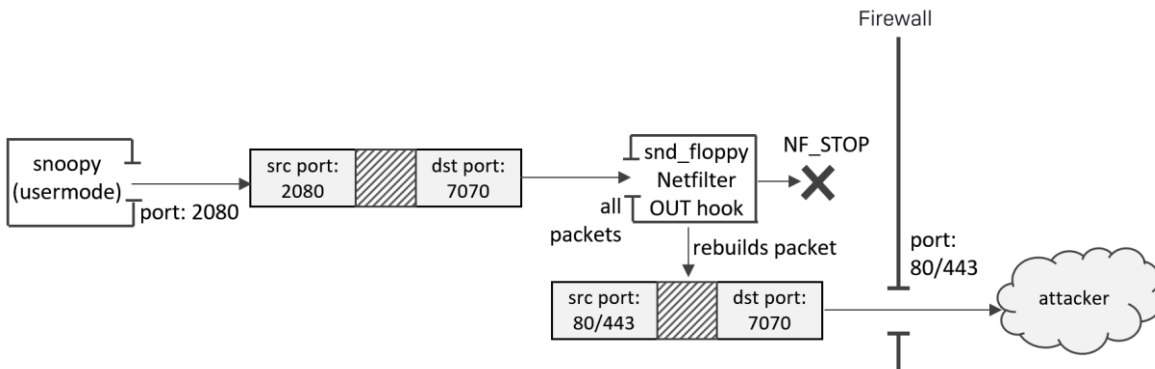 Firewall
snoopy
(usermode)
port: 2080
src port:
2080
dst port:
7070
snd_floppy
Netfilter
OUT hook
all
packets
NF_STOP
rebuilds packet
src port:
80/443
dst port:
7070
port:
80/443
attacker